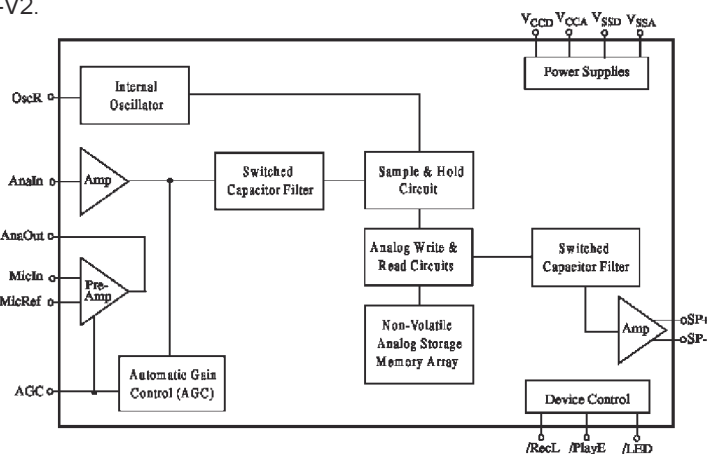 -V2.
VCCD VCCA VSSD VSSA
Power Supplies
OscR
Internal
Oscillator
AnaIn
Amp
Switched
Capacitor Filter
Sample & Hold
Circuit
AnaOut
MicIn
MicRef
Pre-
Amp
Analog Write &
Read Circuits
Switched
Capacitor Filter
Non-Volatile
Analog Storage
Memory Array
Amp
SP+
SP-
AGC
Automatic Gain
Control (AGC)
Device Control
/RecL /PlayE /LED